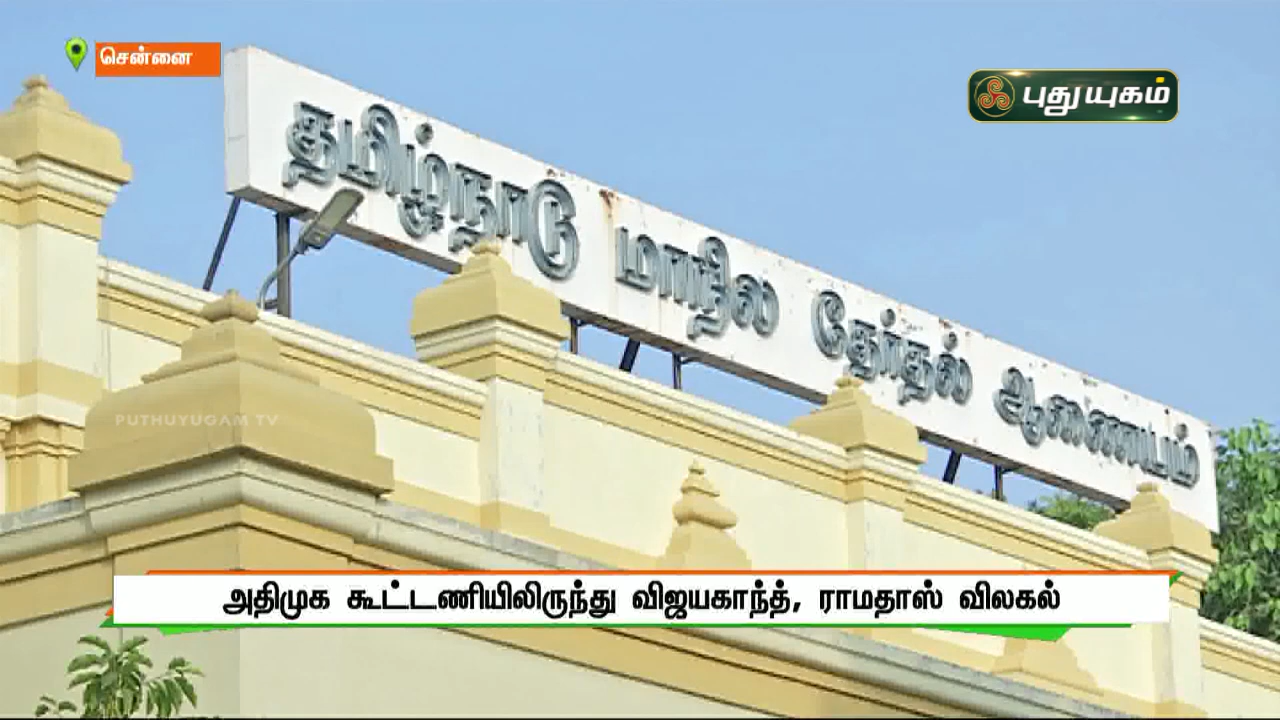 சென்னை
புதுயுகம்
தமிழ்நாடு மாநில தேர்தல் ஆணையம்
PUTHUYUGAM TV
அதிமுக கூட்டணியிலிருந்து விஜயகாந்த், ராமதாஸ் விலகல்